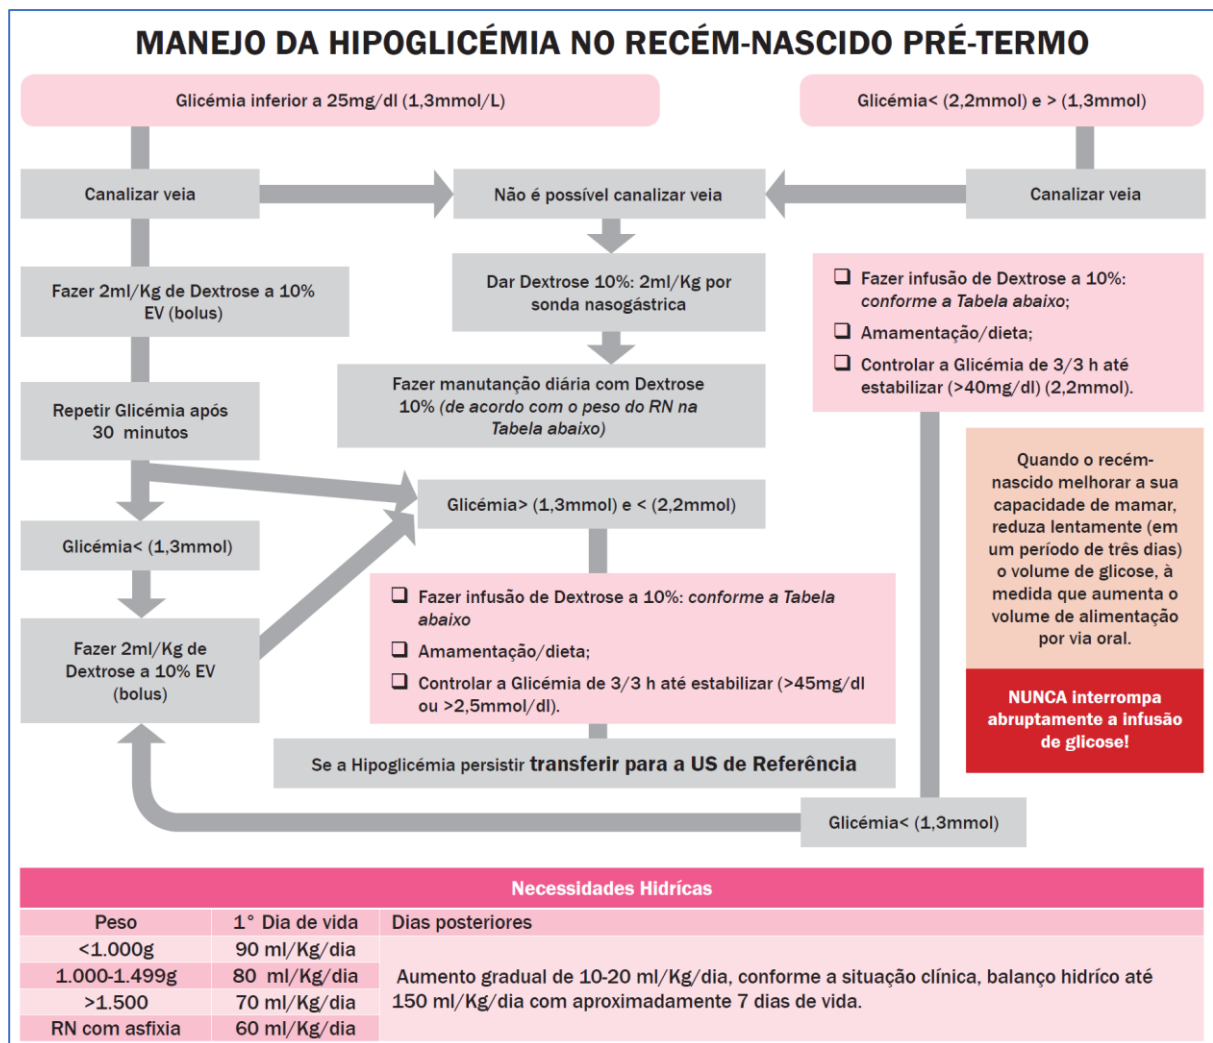 MANEJO DA HIPOGLICÉMIA NO RECÉM-NASCIDO PRÉ-TERMO
Glicémia inferior a 25mg/dl (1,3mmol/L)
Glicémia< (2,2mmol) e > (1,3mmol)
Canalizar veia
Não é possível canalizar veia
Canalizar veia
Fazer 2ml/Kg de Dextrose a 10%
EV (bolus)
Dar Dextrose 10%: 2ml/Kg por
sonda nasogástrica
❑ Fazer infusão de Dextrose a 10%:
conforme a Tabela abaixo;
❑ Amamentação/dieta;
❑ Controlar a Glicémia de 3/3 h até
estabilizar (>40mg/dl) (2,2mmol).
Repetir Glicémia após
30 minutos
Fazer manutanção diária com Dextrose
10% (de acordo com o peso do RN na
Tabela abaixo)
Quando o recém-
nascido melhorar a sua
capacidade de mamar,
reduza lentamente (em
um período de três dias)
o volume de glicose, à
medida que aumenta o
volume de alimentação
por via oral.
Glicémia> (1,3mmol) e < (2,2mmol)
Glicémia< (1,3mmol)
❑ Fazer infusão de Dextrose a 10%: conforme a Tabela
abaixo
❑ Amamentação/dieta;
❑ Controlar a Glicémia de 3/3 h até estabilizar (>45mg/dl
ou >2,5mmol/dl).
Fazer 2ml/Kg de
Dextrose a 10% EV
(bolus)
NUNCA interrompa
abruptamente a infusão
de glicose!
Se a Hipoglicémia persistir transferir para a US de Referência
Glicémia< (1,3mmol)
Necessidades Hidrícas
Peso 1° Dia de vida Dias posteriores
<1.000g 90 ml/Kg/dia
1.000-1.499g 80 ml/Kg/dia
>1.500 70 ml/Kg/dia
RN com asfixia 60 ml/Kg/dia
Aumento gradual de 10-20 ml/Kg/dia, conforme a situação clínica, balanço hidríco até
150 ml/Kg/dia com aproximadamente 7 dias de vida.